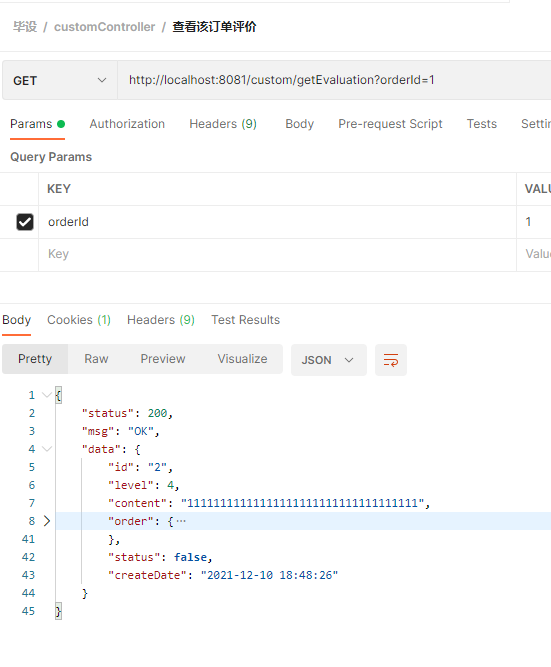 毕设 / customController / 查看该订单评价
GET http://localhost:8081/custom/getEvaluation?orderId=1
Params Authorization Headers (9) Body Pre-request Script Tests Settin
Query Params
KEY VALU
orderId 1
Key Value
Body Cookies (1) Headers (9) Test Results
Pretty Raw Preview Visualize JSON
1 {
2 "status": 200,
3 "msg": "OK",
4 "data": {
5 "id": "2",
6 "level": 4,
7 "content": "1111111111111111111111111111111111",
8 "order": {...
41 },
42 "status": false,
43 "createDate": "2021-12-10 18:48:26"
44 }
45 }